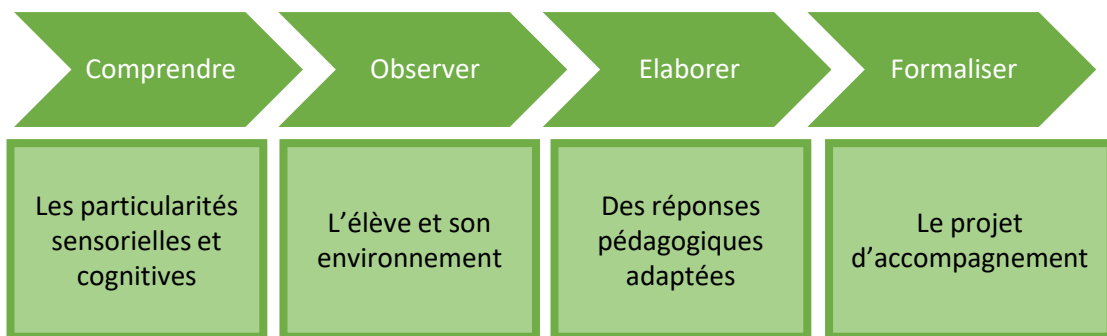 Comprendre
Observer
Elaborer
Formaliser
Les particularités
sensorielles et
cognitives
L’élève et son
environnement
Des réponses
pédagogiques
adaptées
Le projet
d’accompagnement